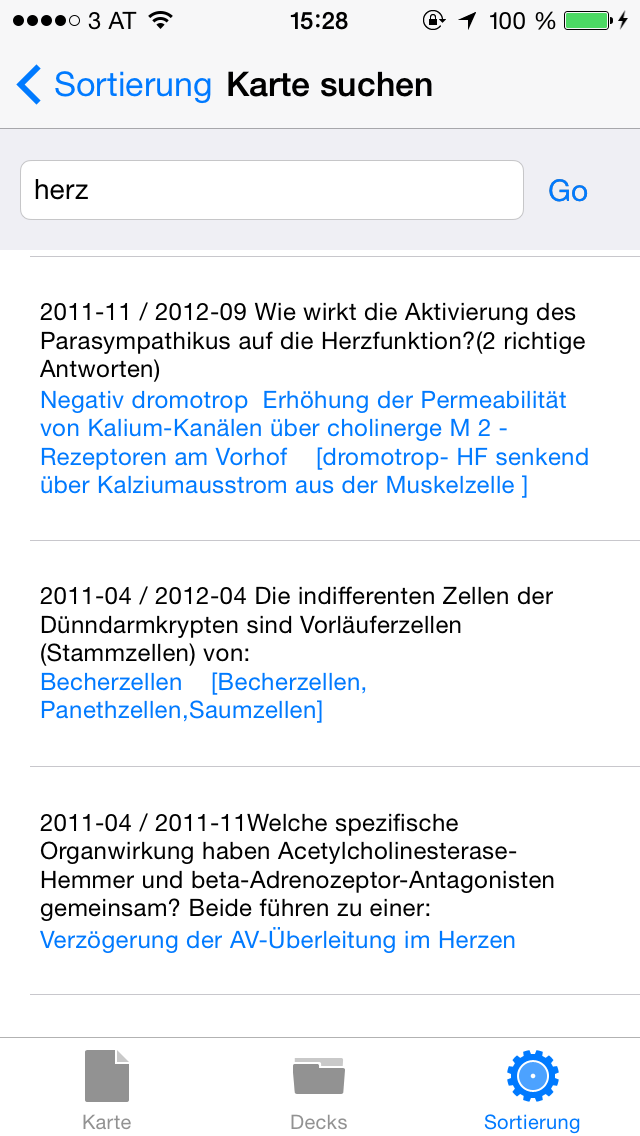 3 AT 15:28 100 %
Sortierung Karte suchen
herz Go
2011-11 / 2012-09 Wie wirkt die Aktivierung des
Parasympathikus auf die Herzfunktion?(2 richtige
Antworten)
Negativ dromotrop  Erhöhung der Permeabilität
von Kalium-Kanälen über cholinerge M 2 -
Rezeptoren am Vorhof    [dromotrop- HF senkend
über Kalziumausstrom aus der Muskelzelle ]
2011-04 / 2012-04 Die indifferenten Zellen der
Dünndarmkrypten sind Vorläuferzellen
(Stammzellen) von:
Becherzellen    [Becherzellen,
Panethzellen,Saumzellen]
2011-04 / 2011-11Welche spezifische
Organwirkung haben Acetylcholinesterase-
Hemmer und beta-Adrenozeptor-Antagonisten
gemeinsam? Beide führen zu einer:
Verzögerung der AV-Überleitung im Herzen
Karte Decks Sortierung